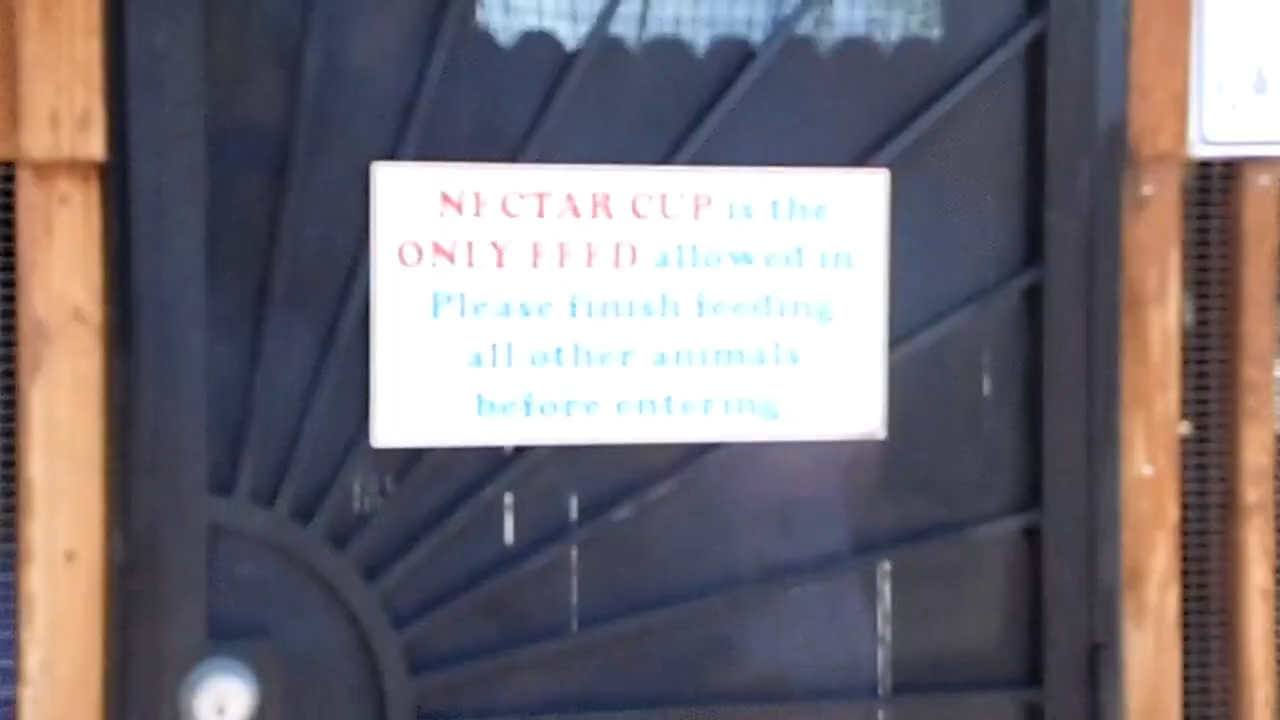 NECTAR CUP is the
ONLY FEED allowed in
Please finish feeding
all other animals
before entering